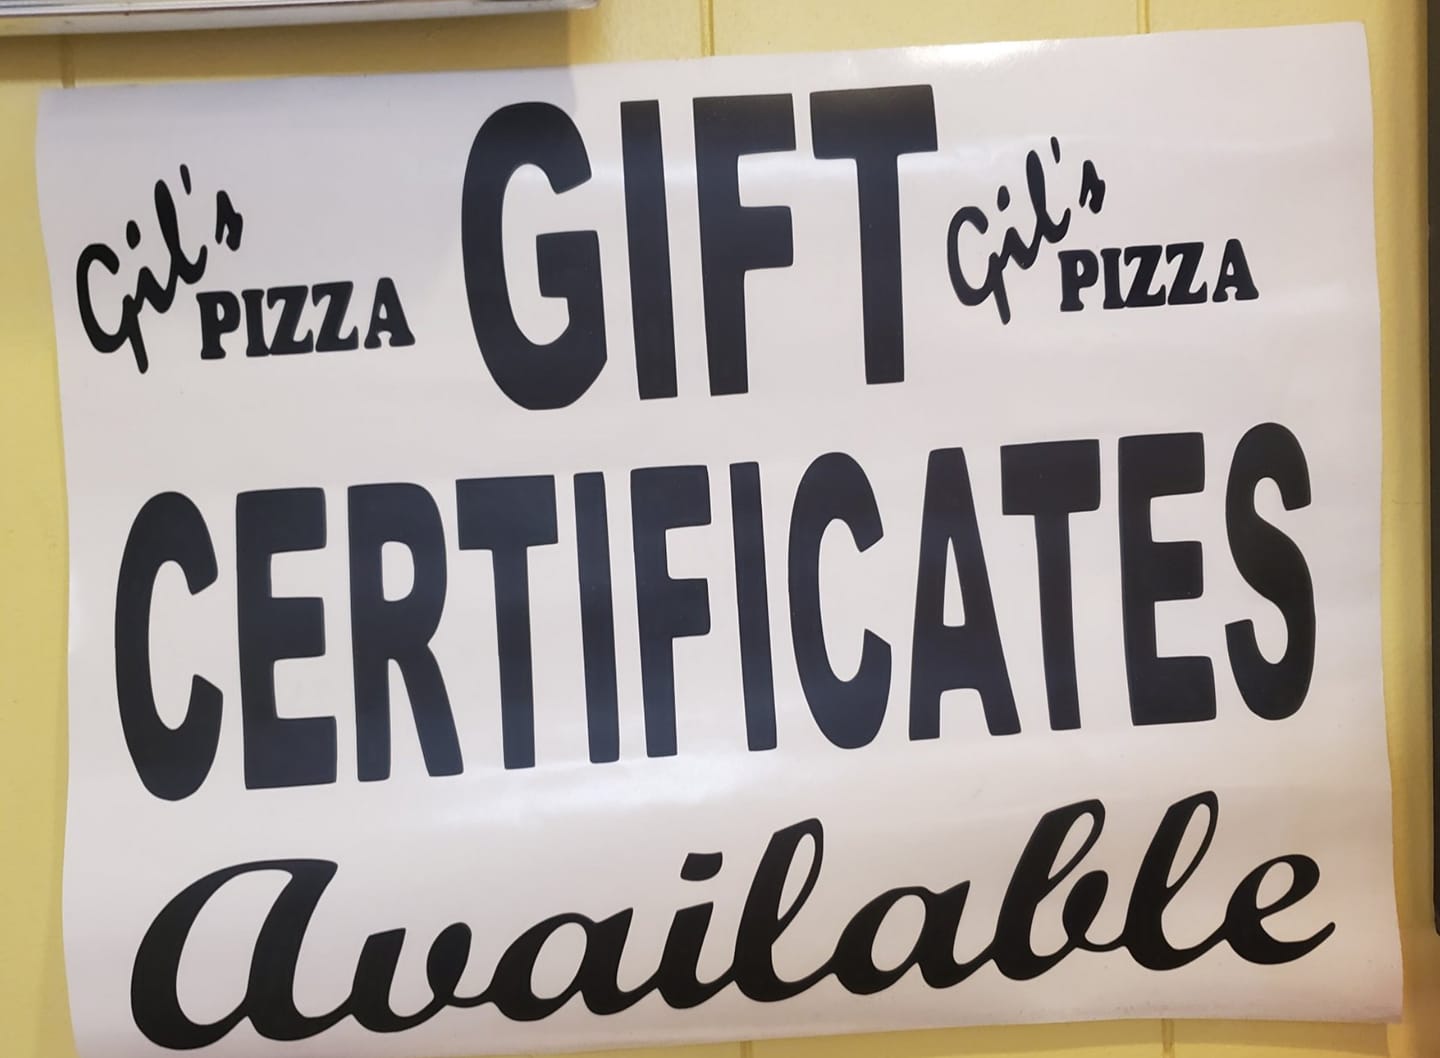 Gil's PIZZA GIFT Gil's PIZZA
CERTIFICATES
Available